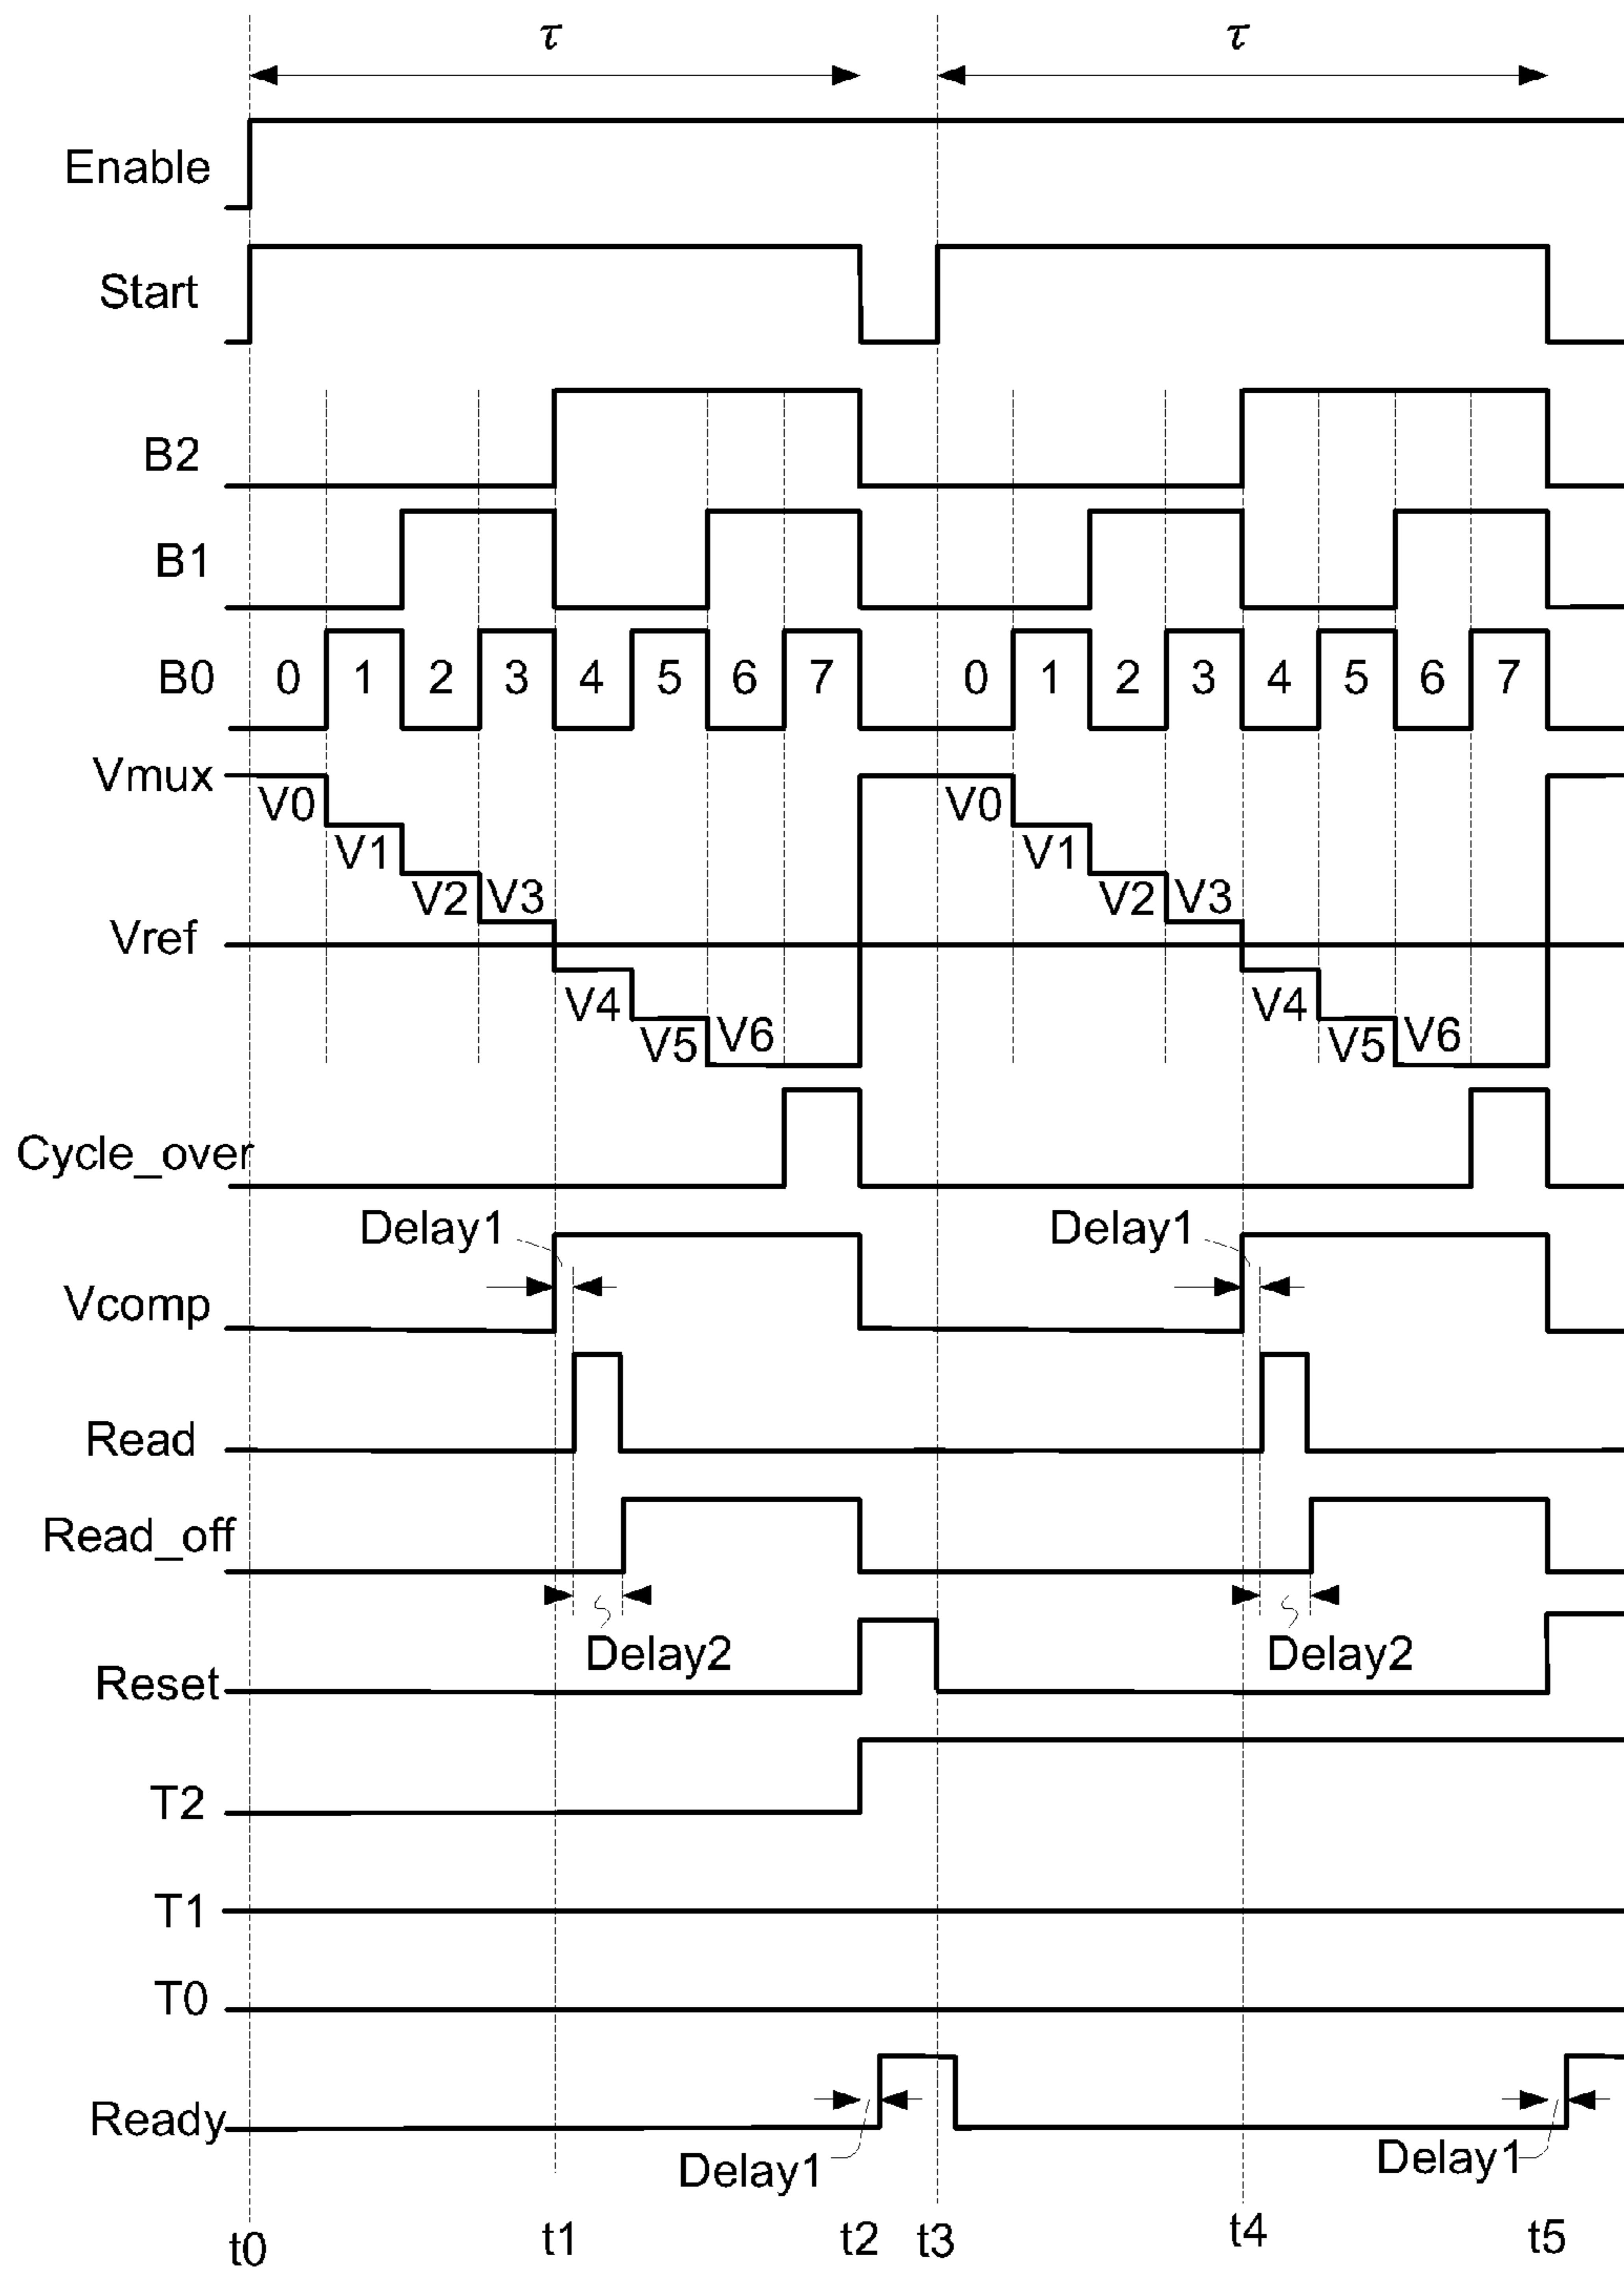 τ τ
Enable
Start
B2
B1
B0 0 1 2 3 4 5 6 7 0 1 2 3 4 5 6 7
Vmux
V0 V0
V1 V1
V2 V3 V2 V3
Vref
V4 V4
V5 V6 V5 V6
Cycle_over
Delay1 Delay1
Vcomp
Read
Read_off
Delay2 Delay2
Reset
T2
T1
T0
Ready
Delay1 Delay1
t0 t1 t2 t3 t4 t5